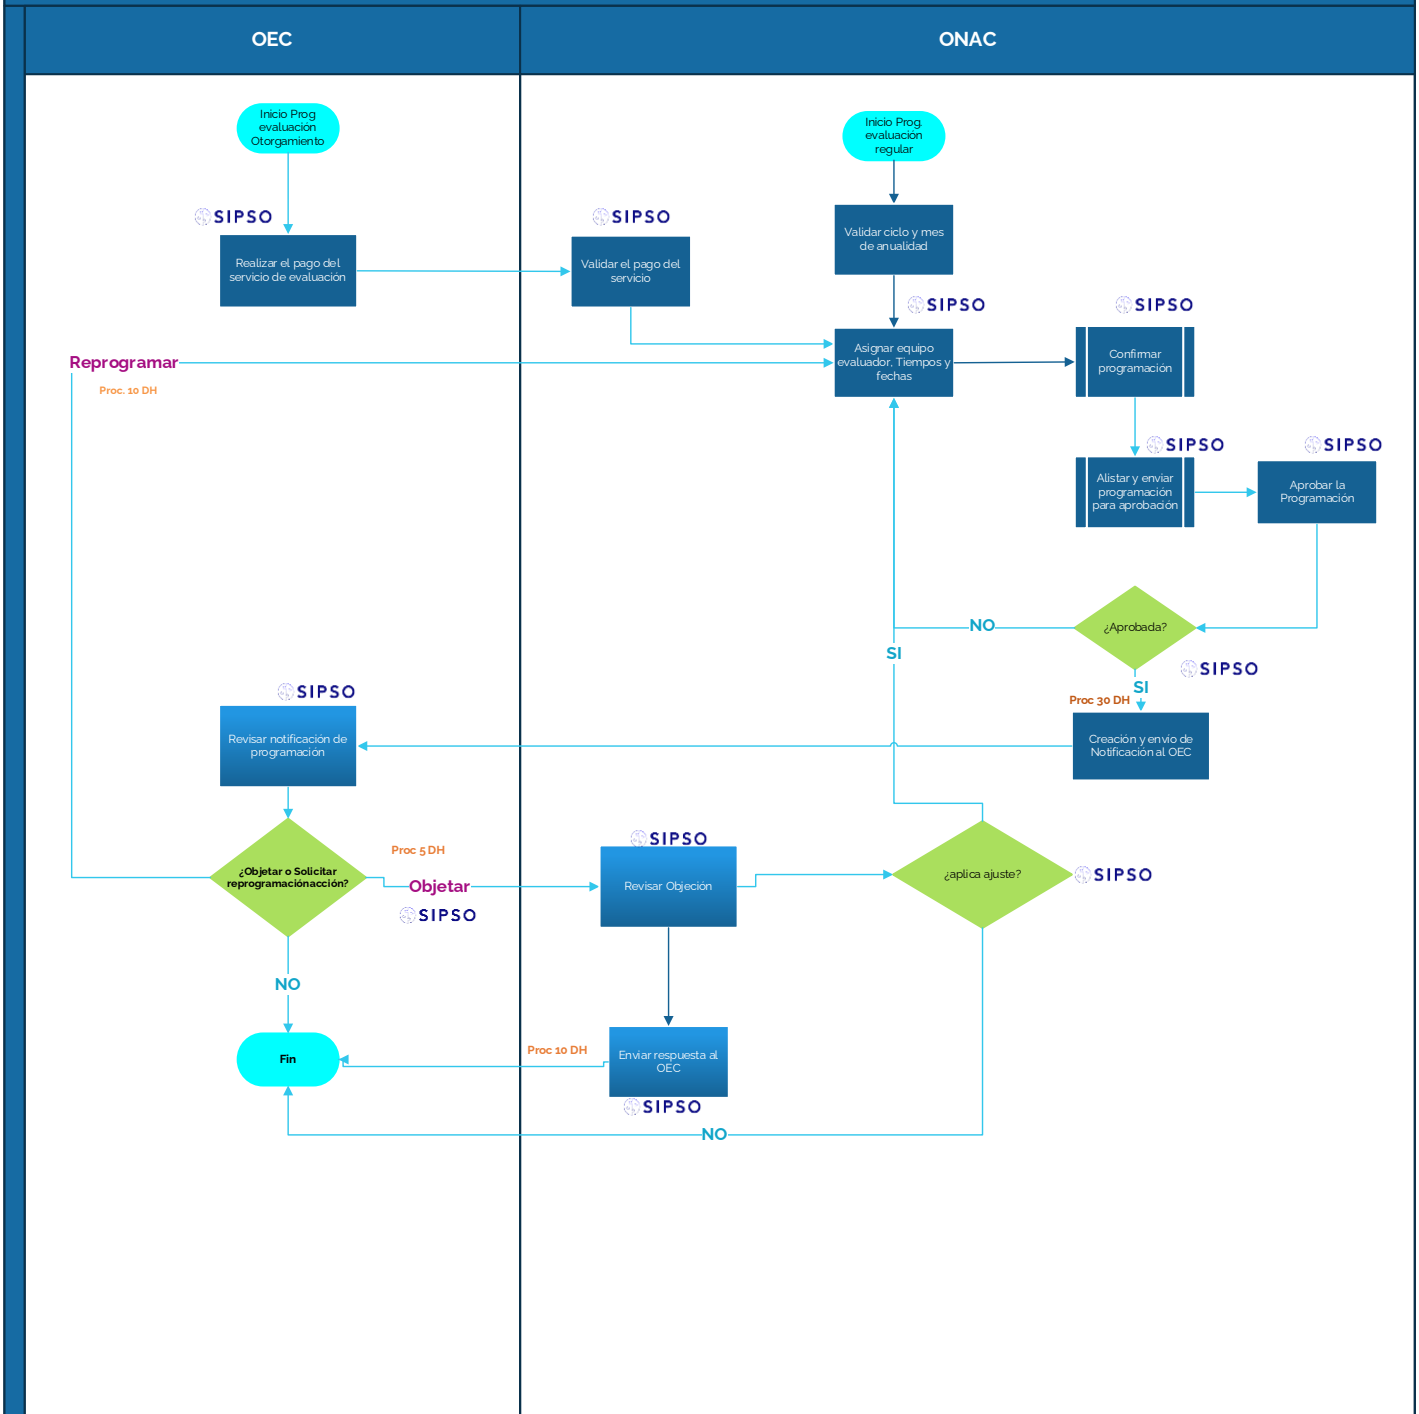 OEC
ONAC
Inicio Prog
evaluación
Otorgamiento
Inicio Prog.
evaluación
regular
SIPSO
SIPSO
Realizar el pago del
servicio de evaluación
Validar el pago del
servicio
Validar ciclo y mes
de anualidad
SIPSO
SIPSO
Reprogramar
Proc. 10 DH
Asignar equipo
evaluador, Tiempos y
fechas
Confirmar
programación
SIPSO
SIPSO
Alistar y enviar
programación
para aprobación
Aprobar la
Programación
NO
¿Aprobada?
SI
SIPSO
SI
Proc 30 DH
SIPSO
Revisar notificación de
programación
Creación y envío de
Notificación al OEC
SIPSO
Proc 5 DH
¿Objetar o Solicitar
reprogramaciónacción?
Objetar
SIPSO
Revisar Objeción
¿aplica ajuste?
SIPSO
NO
Fin
Proc 10 DH
Enviar respuesta al
OEC
SIPSO
NO